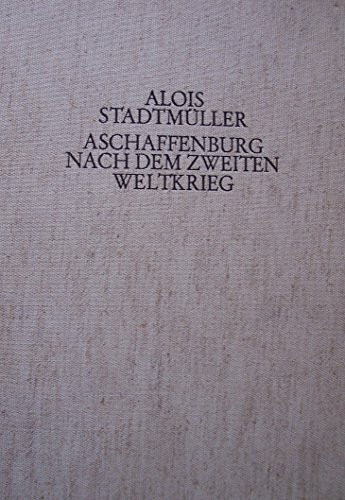 ALOIS
STADTMÜLLER
ASCHAFFENBURG
NACH DEM ZWEITEN
WELTKRIEG